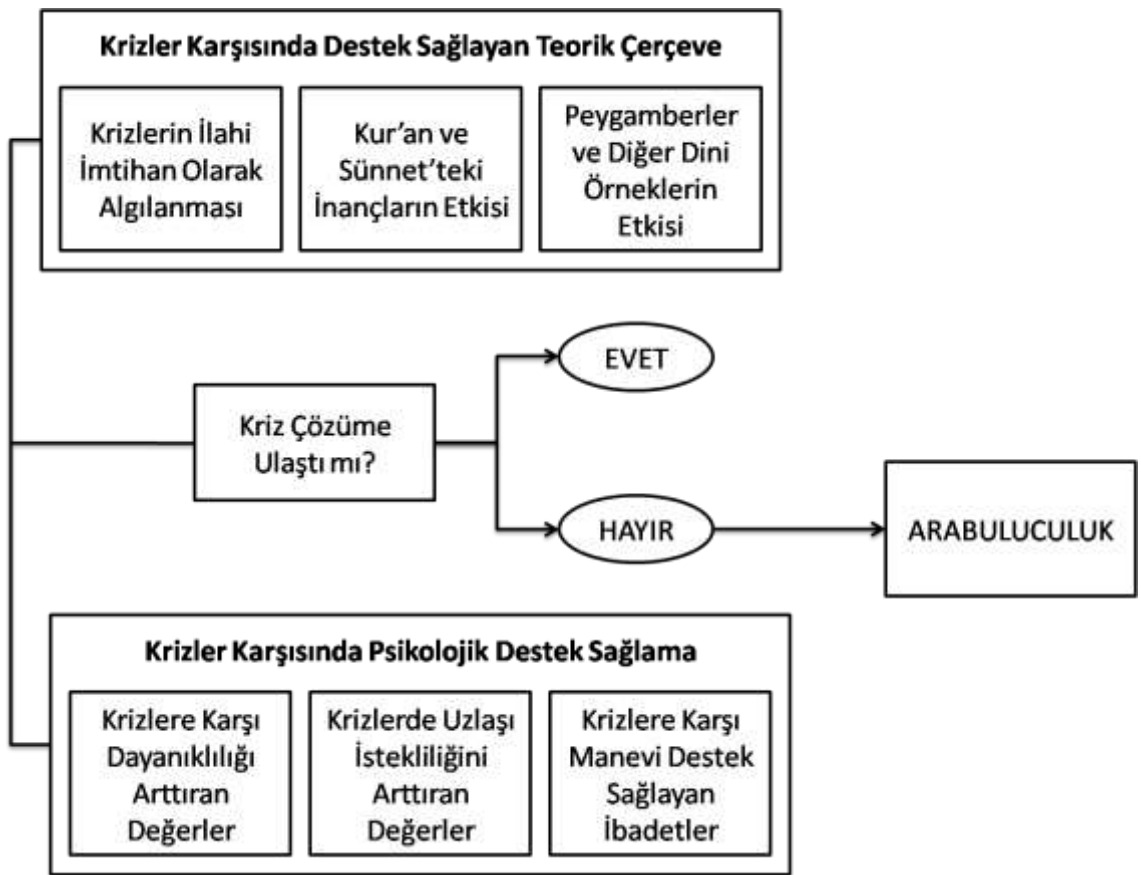 Krizler Karşısında Destek Sağlayan Teorik Çerçeve
Krizlerin İlahi
İmtihan Olarak
Algılanması
Kur’an ve
Sünnet’teki
İnançların Etkisi
Peygamberler
ve Diğer Dini
Örneklerin
Etkisi
EVET
Kriz Çözüme
Ulaştı mı?
HAYIR
ARABULUCULUK
Krizler Karşısında Psikolojik Destek Sağlama
Krizlere Karşı
Dayanıklılığı
Arttıran
Değerler
Krizlerde Uzlaşı
İstekliliğini
Arttıran
Değerler
Krizlere Karşı
Manevi Destek
Sağlayan
İbadetler